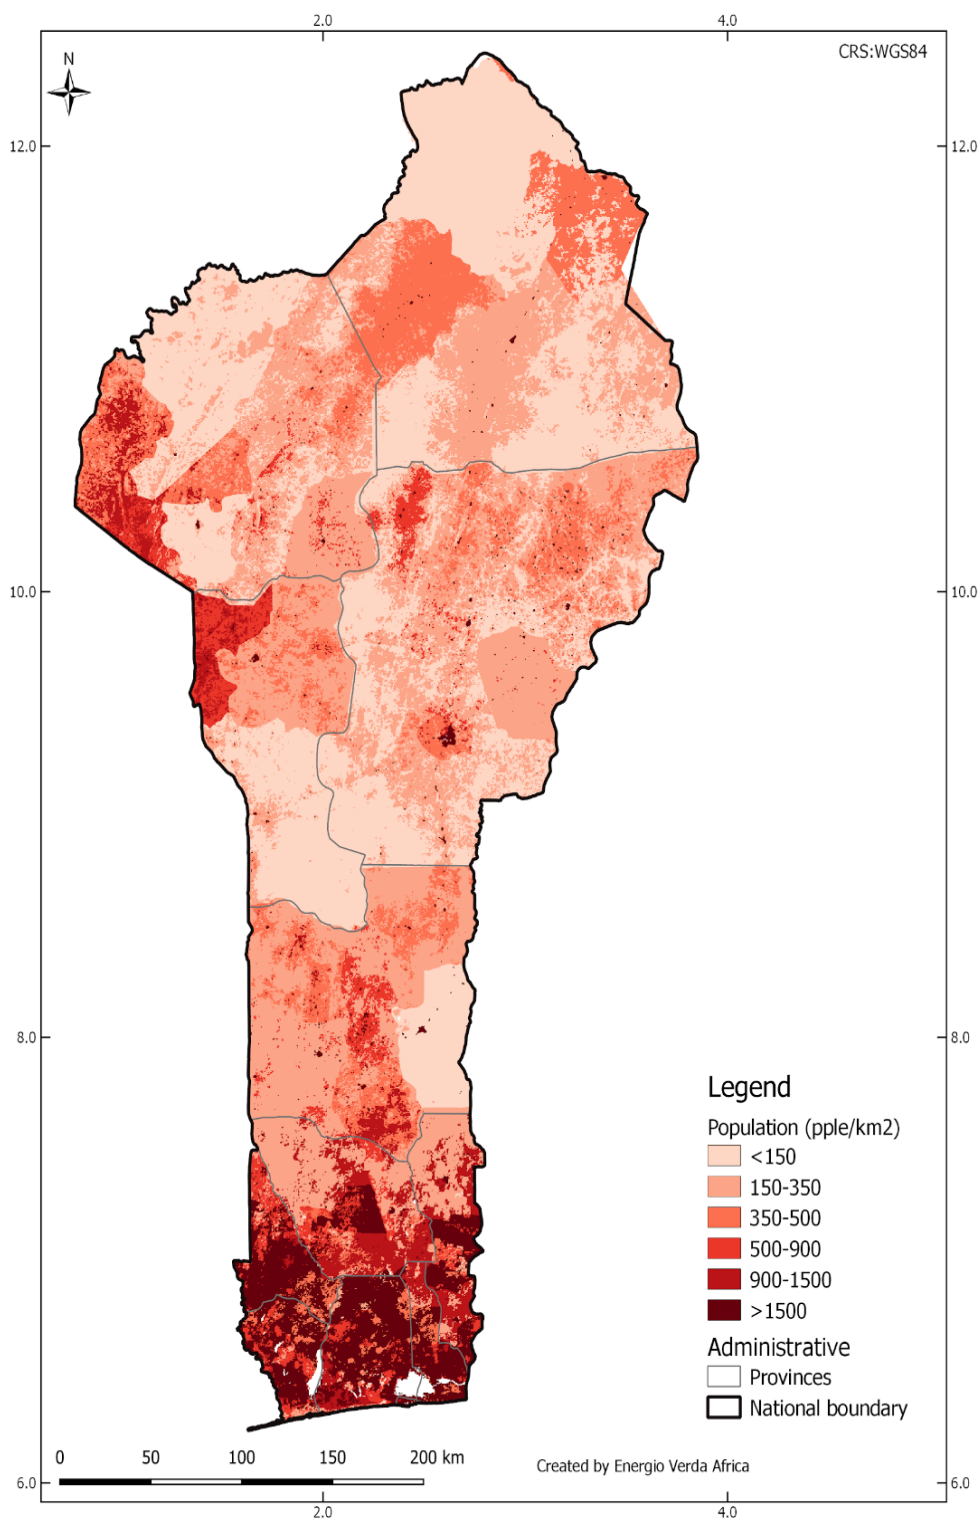 2.0 4.0
CRS:WGS84
N
12.0 12.0
10.0 10.0
8.0 8.0
Legend
Population (pple/km2)
<150
150-350
350-500
500-900
900-1500
>1500
Administrative
Provinces
National boundary
0 50 100 150 200 km
Created by Energio Verda Africa
6.0 6.0
2.0 4.0